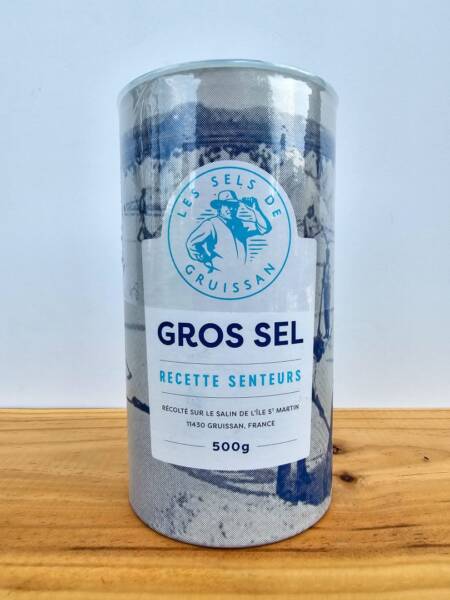 LES SELS DE
GRUISSAN
GROS SEL
RECETTE SENTEURS
RÉCOLTÉ SUR LE SALIN DE L'ÎLE ST MARTIN
11430 GRUISSAN, FRANCE
500g